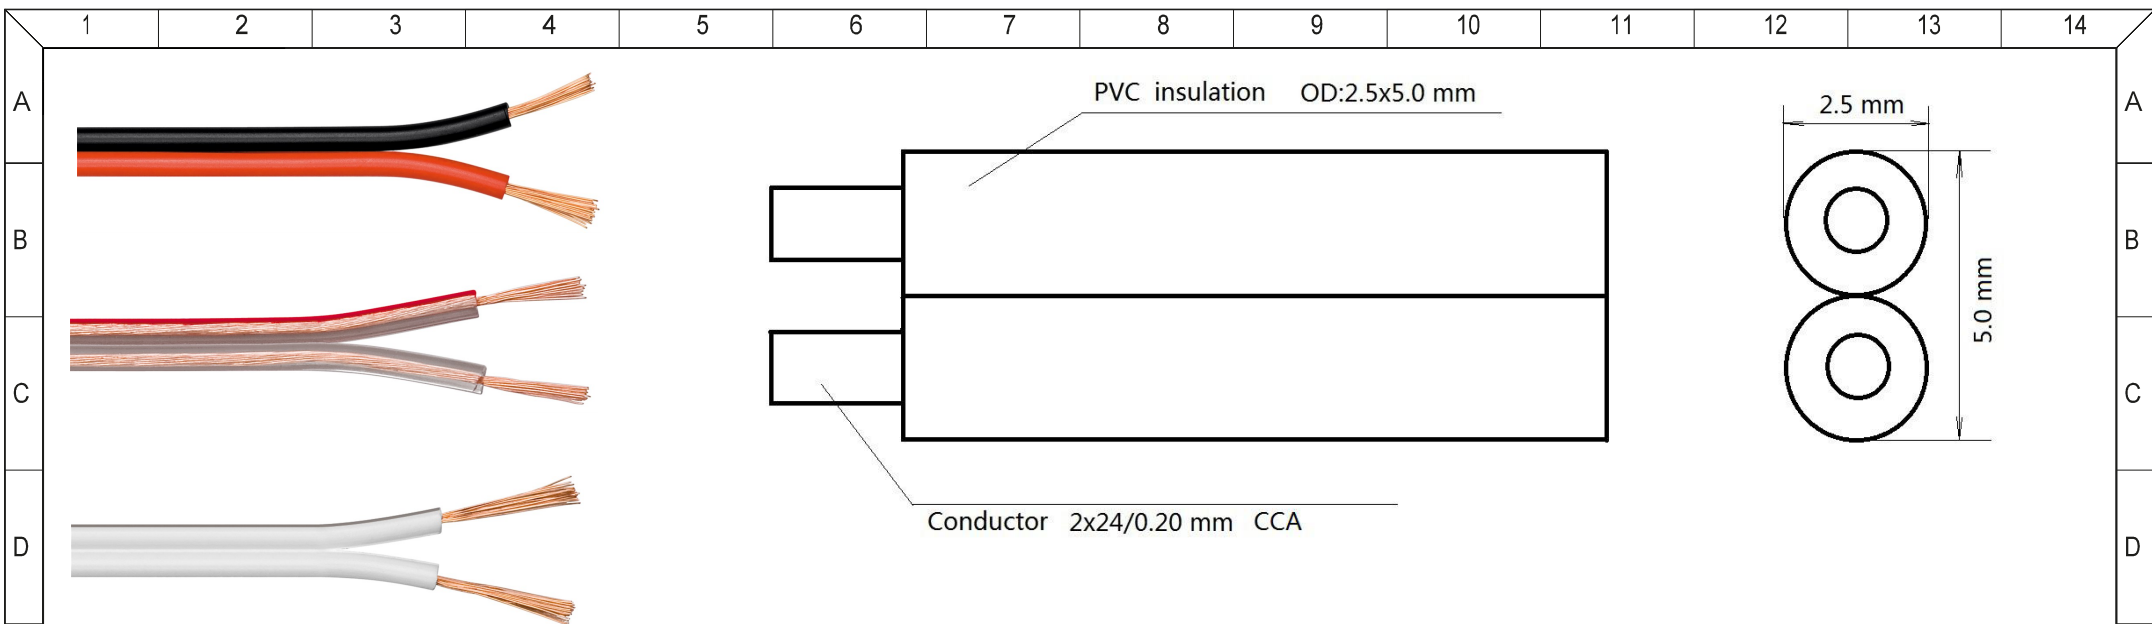 1 2 3 4 5 6 7 8 9 10 11 12 13 14
A A
PVC insulation OD:2.5x5.0 mm
2.5 mm
B B
5.0 mm
C C
Conductor 2x24/0.20 mm CCA
D D